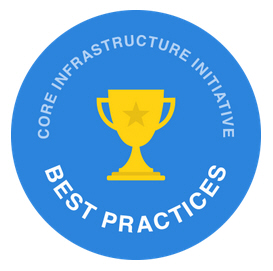 CORE INFRASTRUCTURE INITIATIVE
BEST PRACTICES